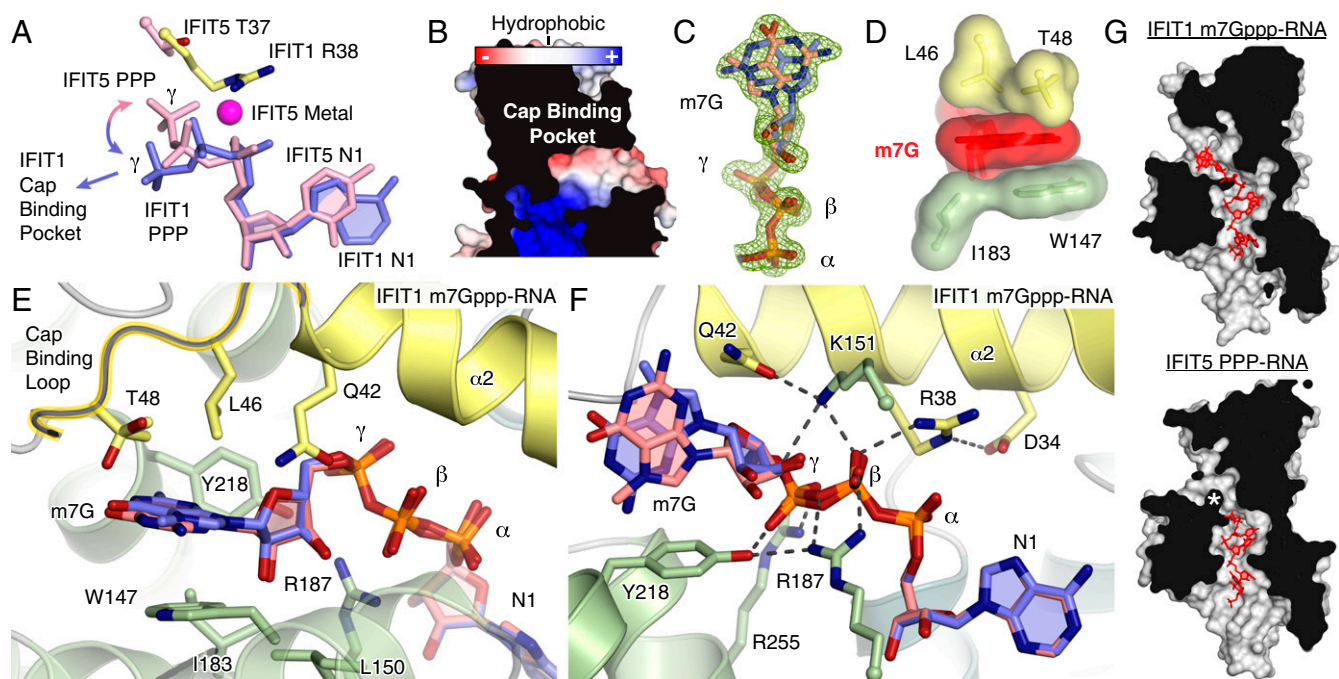 A
IFIT5 T37
IFIT1 R38
IFIT5 PPP
γ
IFIT5 Metal
γ
IFIT5 N1
IFIT1
Cap
Binding
Pocket
IFIT1
PPP
IFIT1 N1
B
Hydrophobic
- +
Cap Binding
Pocket
C
m7G
γ
β
α
D
L46
T48
m7G
I183
W147
G
IFIT1 m7Gppp-RNA
IFIT5 PPP-RNA
*
E
IFIT1 m7Gppp-RNA
Cap
Binding
Loop
T48
L46
Q42
α2
γ
Y218
β
m7G
α
R187
W147
N1
I183
L150
F
IFIT1 m7Gppp-RNA
Q42
K151
α2
R38
D34
γ
β
m7G
α
N1
Y218
R187
R255